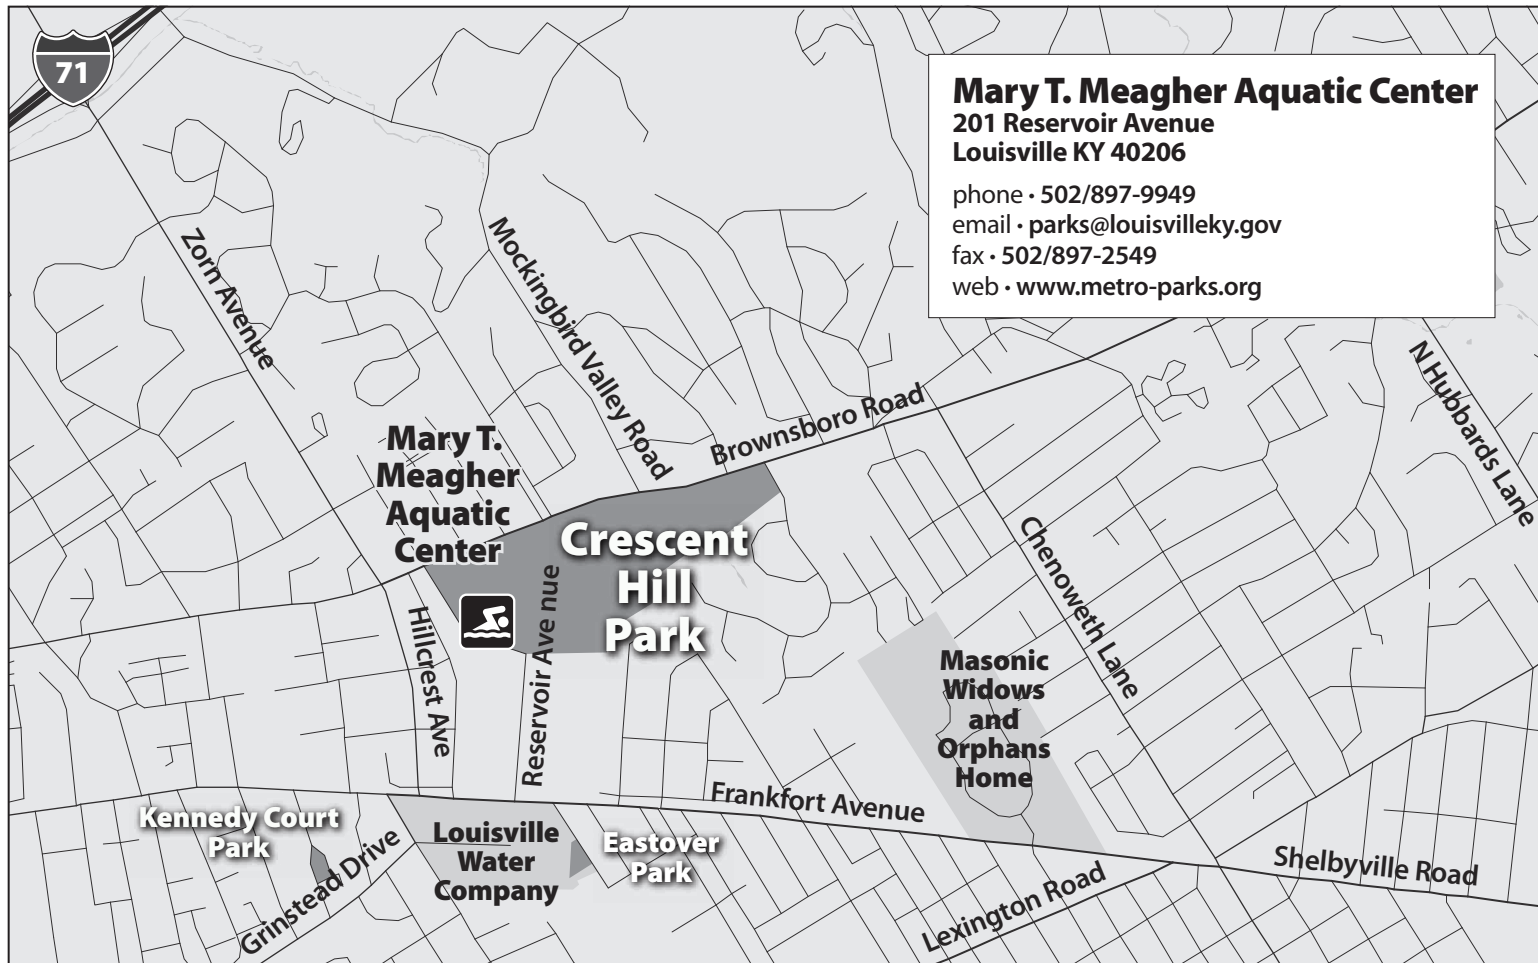 71
Mary T. Meagher Aquatic Center
201 Reservoir Avenue
Louisville KY 40206
phone • 502/897-9949
email • parks@louisvilleky.gov
fax • 502/897-2549
web • www.metro-parks.org
Zorn Avenue
Mockingbird Valley Road
Brownsboro Road
N Hubbards Lane
Mary T.
Meagher
Aquatic
Center
Crescent
Hill
Park
Chenoweth Lane
Hillcrest Ave
Reservoir Ave nue
Masonic
Widows
and
Orphans
Home
Frankfort Avenue
Kennedy Court
Park
Grinstead Drive
Louisville
Water
Company
Eastover
Park
Lexington Road
Shelbyville Road